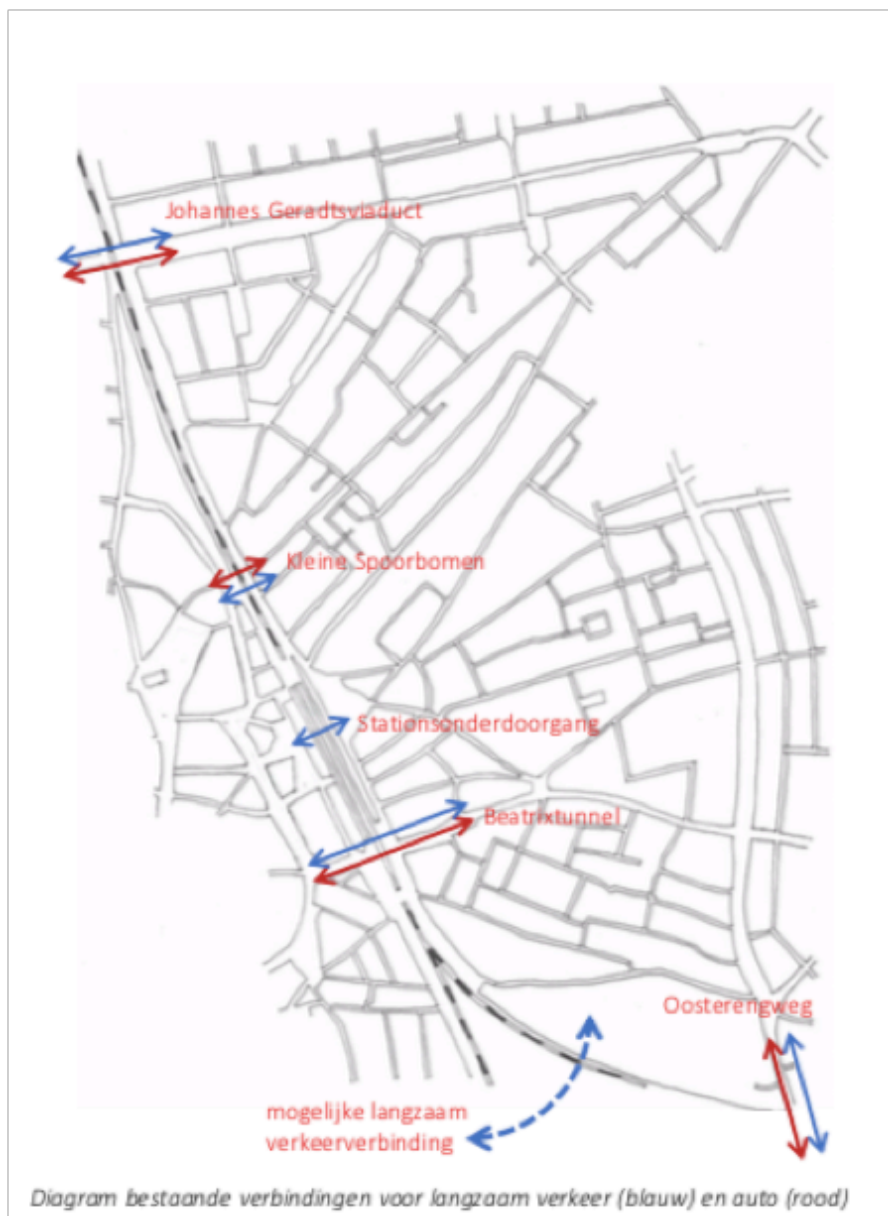 Johannes Geradtsviaduct
Kleine Spoorbomen
Stationsonderdoorgang
Beatrixtunnel
Oosterengweg
mogelijke langzaam
verkeerverbinding
Diagram bestaande verbindingen voor langzaam verkeer (blauw) en auto (rood)